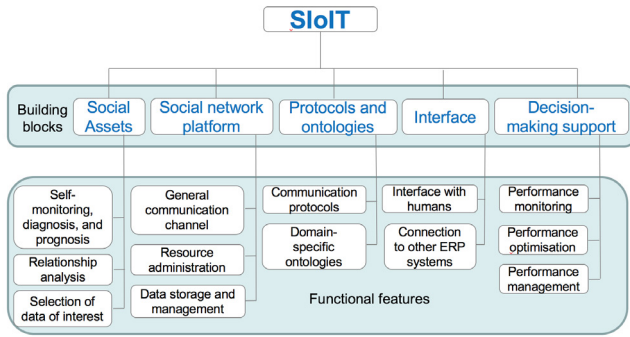 SIoIT
Building
blocks
Social
Assets
Social network
platform
Protocols and
ontologies
Interface
Decision-
making support
Self-
monitoring,
diagnosis, and
prognosis
Relationship
analysis
Selection of
data of interest
General
communication
channel
Resource
administration
Data storage and
management
Communication
protocols
Domain-
specific
ontologies
Interface with
humans
Connection
to other ERP
systems
Performance
monitoring
Performance
optimisation
Performance
management
Functional features